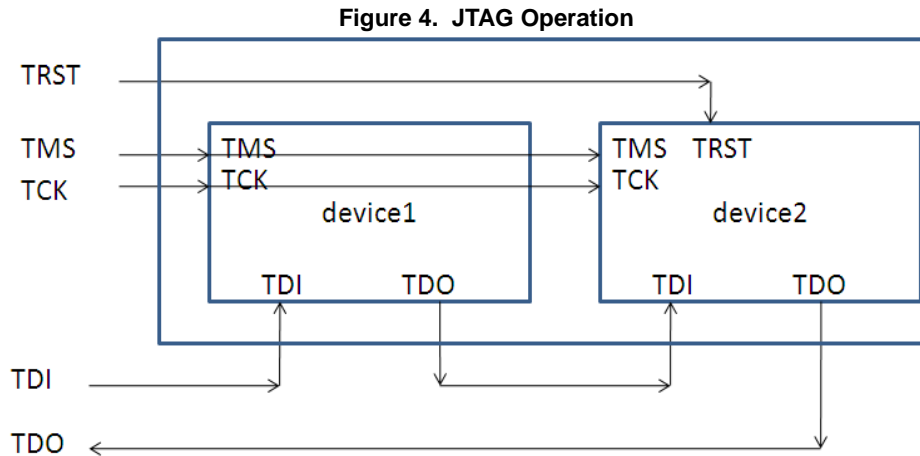 Figure 4. JTAG Operation
TRST
TMS TMS TMS TRST
TCK TCK TCK
device1 device2
TDI TDO TDI TDO
TDI
TDO